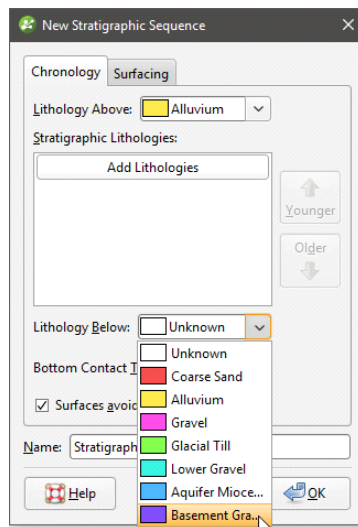 New Stratigraphic Sequence
Chronology Surfacing
Lithology Above: Alluvium
Stratigraphic Lithologies:
Add Lithologies
Younger
Older
Lithology Below: Unknown
Unknown
Bottom Contact T
Coarse Sand
Alluvium
Surfaces avoid
Gravel
Name: Stratigraph
Glacial Till
Lower Gravel
Help
Aquifer Mioce...
OK
Basement Gra...